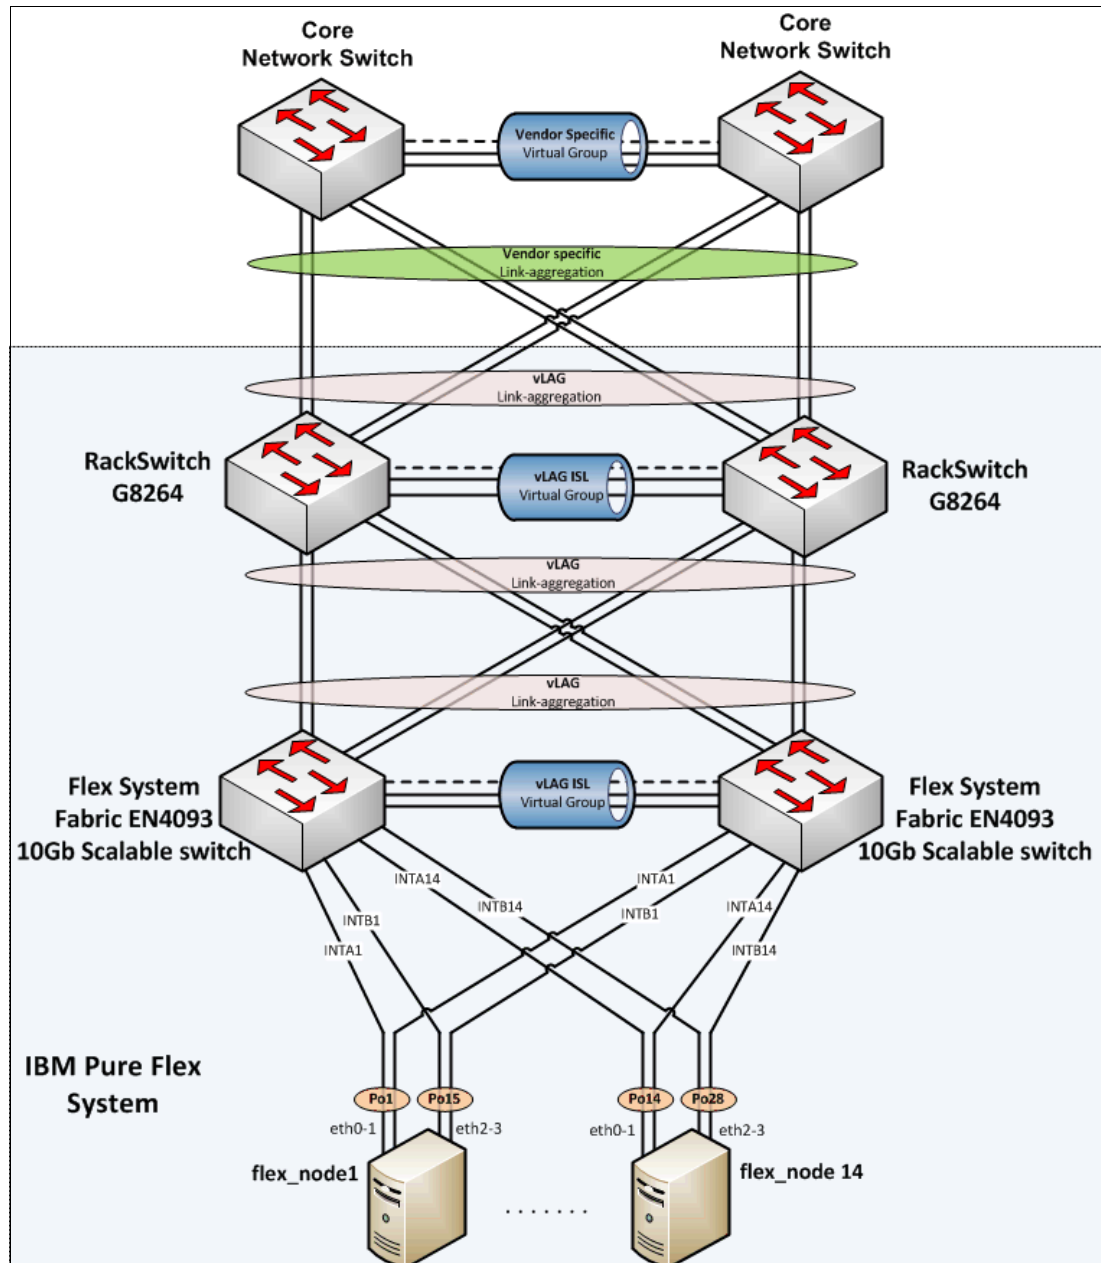 Core
Network Switch
Core
Network Switch
Vendor Specific
Virtual Group
Vendor specific
Link-aggregation
vLAG
Link-aggregation
RackSwitch
G8264
vLAG ISL
Virtual Group
RackSwitch
G8264
vLAG
Link-aggregation
vLAG
Link-aggregation
Flex System
Fabric EN4093
10Gb Scalable switch
vLAG ISL
Virtual Group
Flex System
Fabric EN4093
10Gb Scalable switch
INTA14
INTA1
INTB14
INTA14
INTB1
INTB1
INTA1
INTB14
IBM Pure Flex
System
Po1
Po15
Po14
Po28
eth0-1
eth2-3
eth0-1
eth2-3
flex_node1
flex_node 14
.......